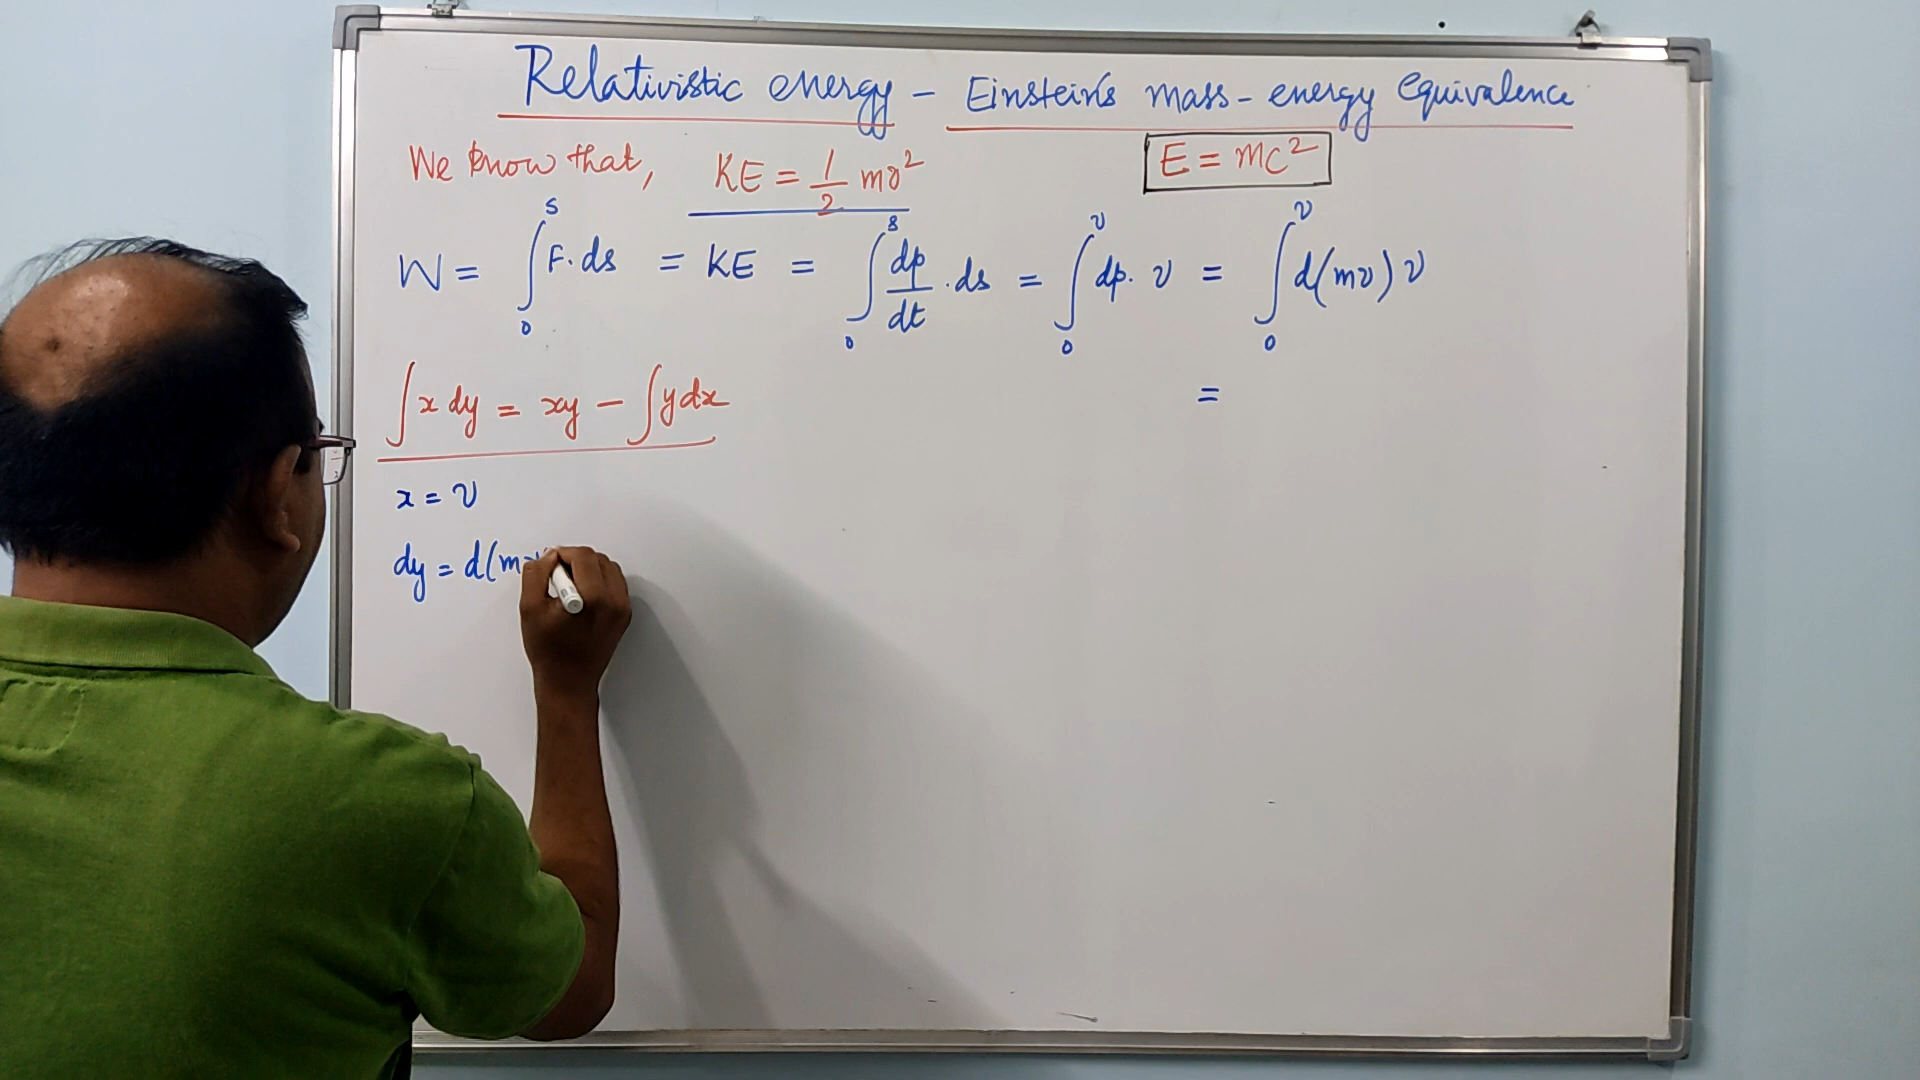 Relativistic energy - Einstein's mass-energy equivalence
We know that, KE = 1/2 mv² E = mc²
W = ∫₀ˢ F.ds = KE = ∫₀ˢ dp/dt .ds = ∫₀ᵛ dp. v = ∫₀ᵛ d(mv) v
∫x dy = xy - ∫y dx =
x = v
dy = d(mv